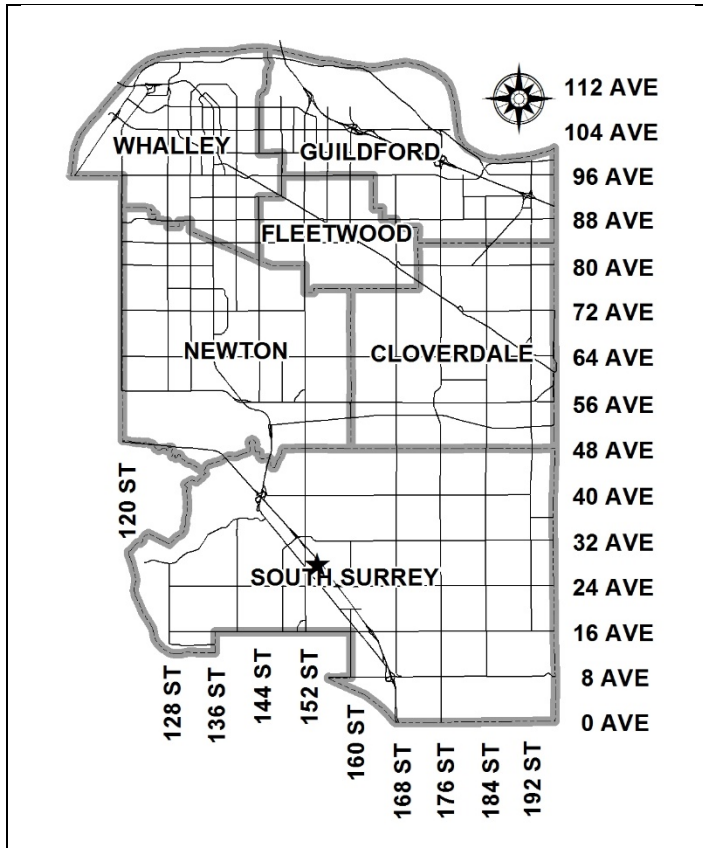 112 AVE
104 AVE
WHALLEY
GUILDFORD
96 AVE
88 AVE
FLEETWOOD
80 AVE
72 AVE
NEWTON
CLOVERDALE
64 AVE
56 AVE
48 AVE
120 ST
40 AVE
32 AVE
SOUTH SURREY
24 AVE
16 AVE
128 ST
136 ST
144 ST
152 ST
160 ST
8 AVE
0 AVE
168 ST
176 ST
184 ST
192 ST